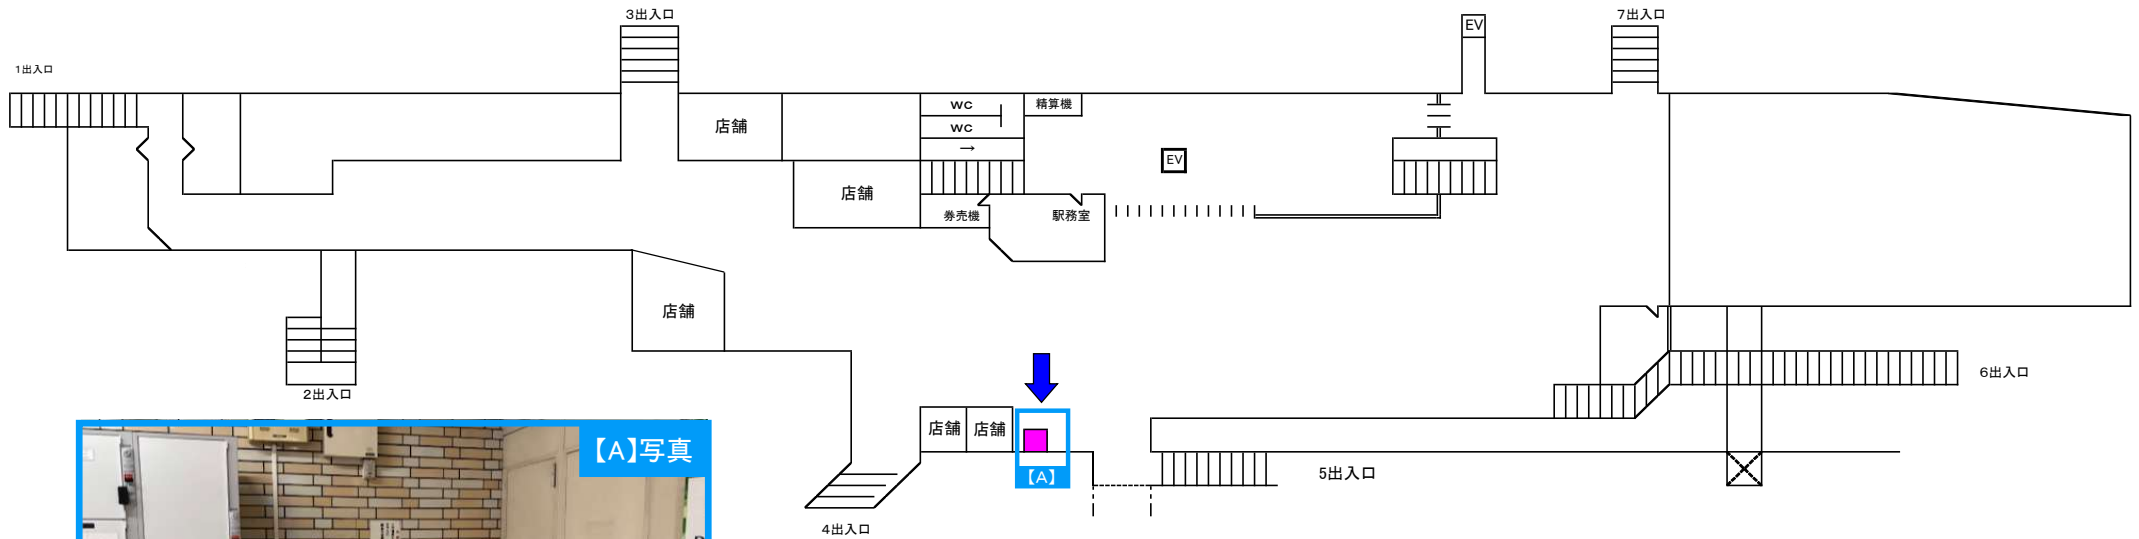 3出入口
7出入口
EV
1出入口
WC
精算機
店舗
WC
→
EV
店舗
券売機
駅務室
店舗
2出入口
6出入口
店舗
店舗
【A】写真
【A】
5出入口
4出入口